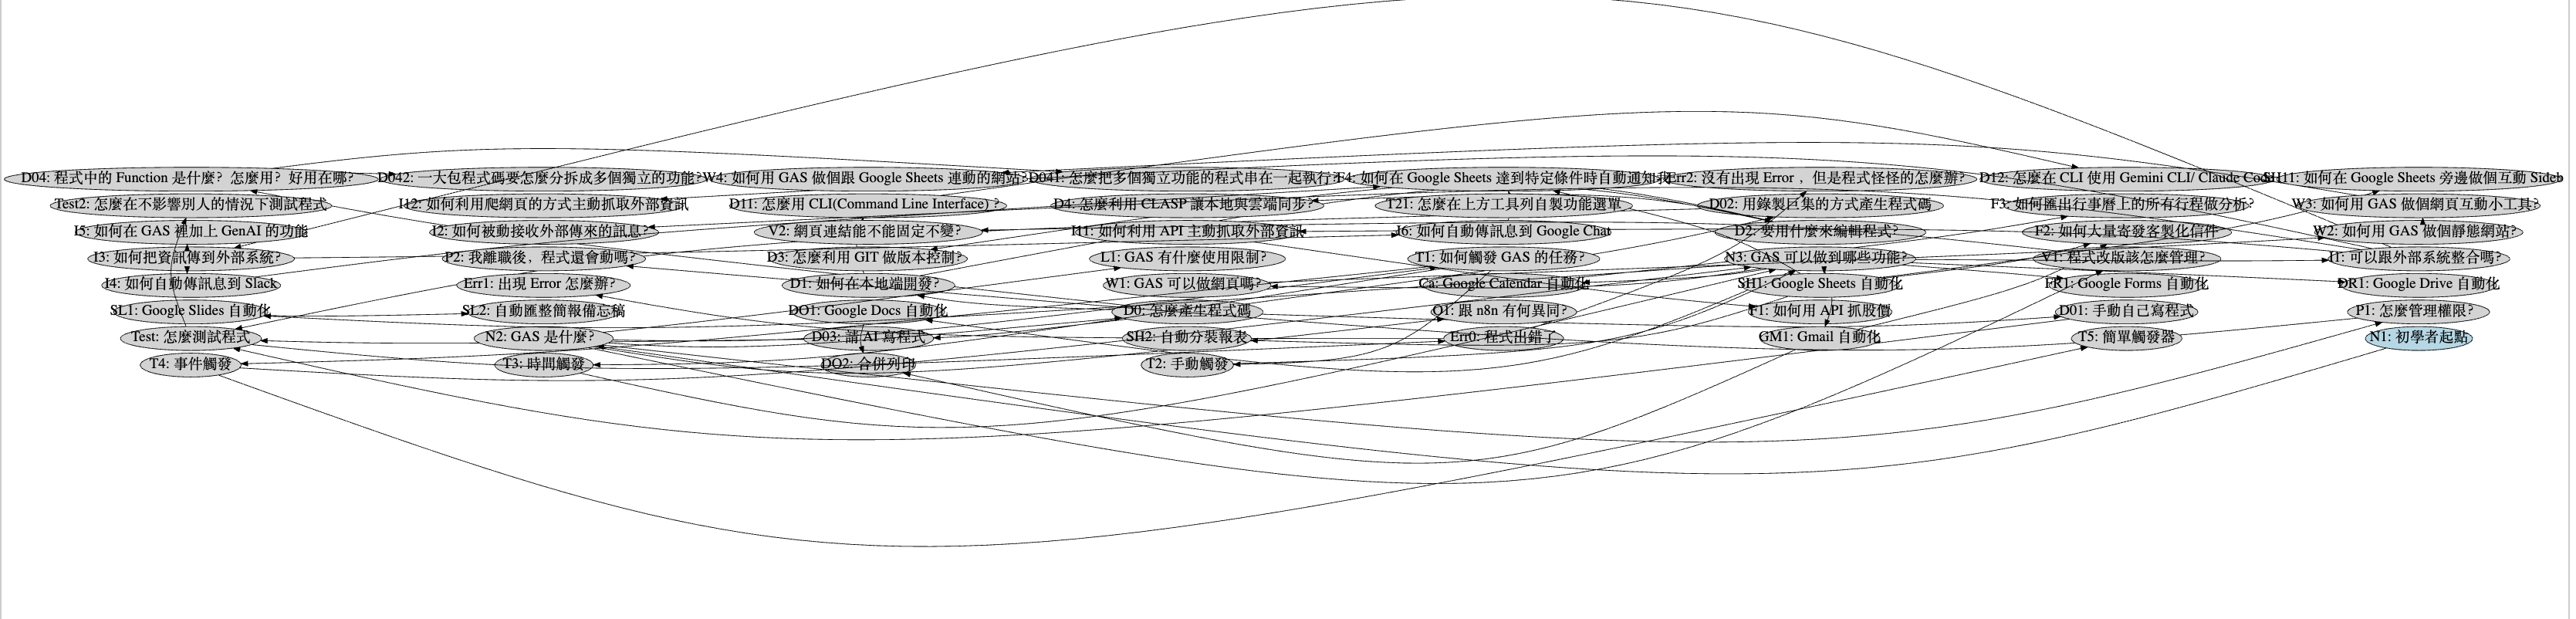 D04: 程式中的 Function 是什麼？怎麼用？好用在哪?
D042: 一大包程式碼要怎麼分拆成多個獨立的功能?
W4: 如何用 GAS 做個跟 Google Sheets 連動的網站?
D041: 怎麼把多個獨立功能的程式串在一起執行?
F4: 如何在 Google Sheets 達到特定條件時自動通知我
Err2: 沒有出現 Error ，但是程式怪怪的怎麼辦?
D12: 怎麼在 CLI 使用 Gemini CLI/ Claude Code
SH11: 如何在 Google Sheets 旁邊做個互動 Sideb
Test2: 怎麼在不影響別人的情況下測試程式
I12: 如何利用爬網頁的方式主動抓取外部資訊
D11: 怎麼用 CLI(Command Line Interface) ?
D4: 怎麼利用 CLASP 讓本地與雲端同步?
T21: 怎麼在上方工具列自製功能選單
D02: 用錄製巨集的方式產生程式碼
F3: 如何匯出行事曆上的所有行程做分析?
W3: 如何用 GAS 做個網頁互動小工具?
I5: 如何在 GAS 裡加上 GenAI 的功能
I2: 如何被動接收外部傳來的訊息?
V2: 網頁連結能不能固定不變?
I11: 如何利用 API 主動抓取外部資訊
I6: 如何自動傳訊息到 Google Chat
D2: 要用什麼來編輯程式?
F2: 如何大量寄發客製化信件
W2: 如何用 GAS 做個靜態網站?
I3: 如何把資訊傳到外部系統?
P2: 我離職後，程式還會動嗎?
D3: 怎麼利用 GIT 做版本控制?
L1: GAS 有什麼使用限制?
T1: 如何觸發 GAS 的任務?
N3: GAS 可以做到哪些功能?
V1: 程式改版該怎麼管理?
I1: 可以跟外部系統整合嗎?
I4: 如何自動傳訊息到 Slack
Err1: 出現 Error 怎麼辦?
D1: 如何在本地端開發?
W1: GAS 可以做網頁嗎?
Ca: Google Calendar 自動化
SH1: Google Sheets 自動化
FR1: Google Forms 自動化
DR1: Google Drive 自動化
SL1: Google Slides 自動化
SL2: 自動匯整簡報備忘稿
DO1: Google Docs 自動化
D0: 怎麼產生程式碼
O1: 跟 n8n 有何異同?
F1: 如何用 API 抓股價
D01: 手動自己寫程式
P1: 怎麼管理權限?
Test: 怎麼測試程式
N2: GAS 是什麼?
D03: 請 AI 寫程式
SH2: 自動分裝報表
Err0: 程式出錯了
GM1: Gmail 自動化
T5: 簡單觸發器
N1: 初學者起點
T4: 事件觸發
T3: 時間觸發
DO2: 合併列印
T2: 手動觸發